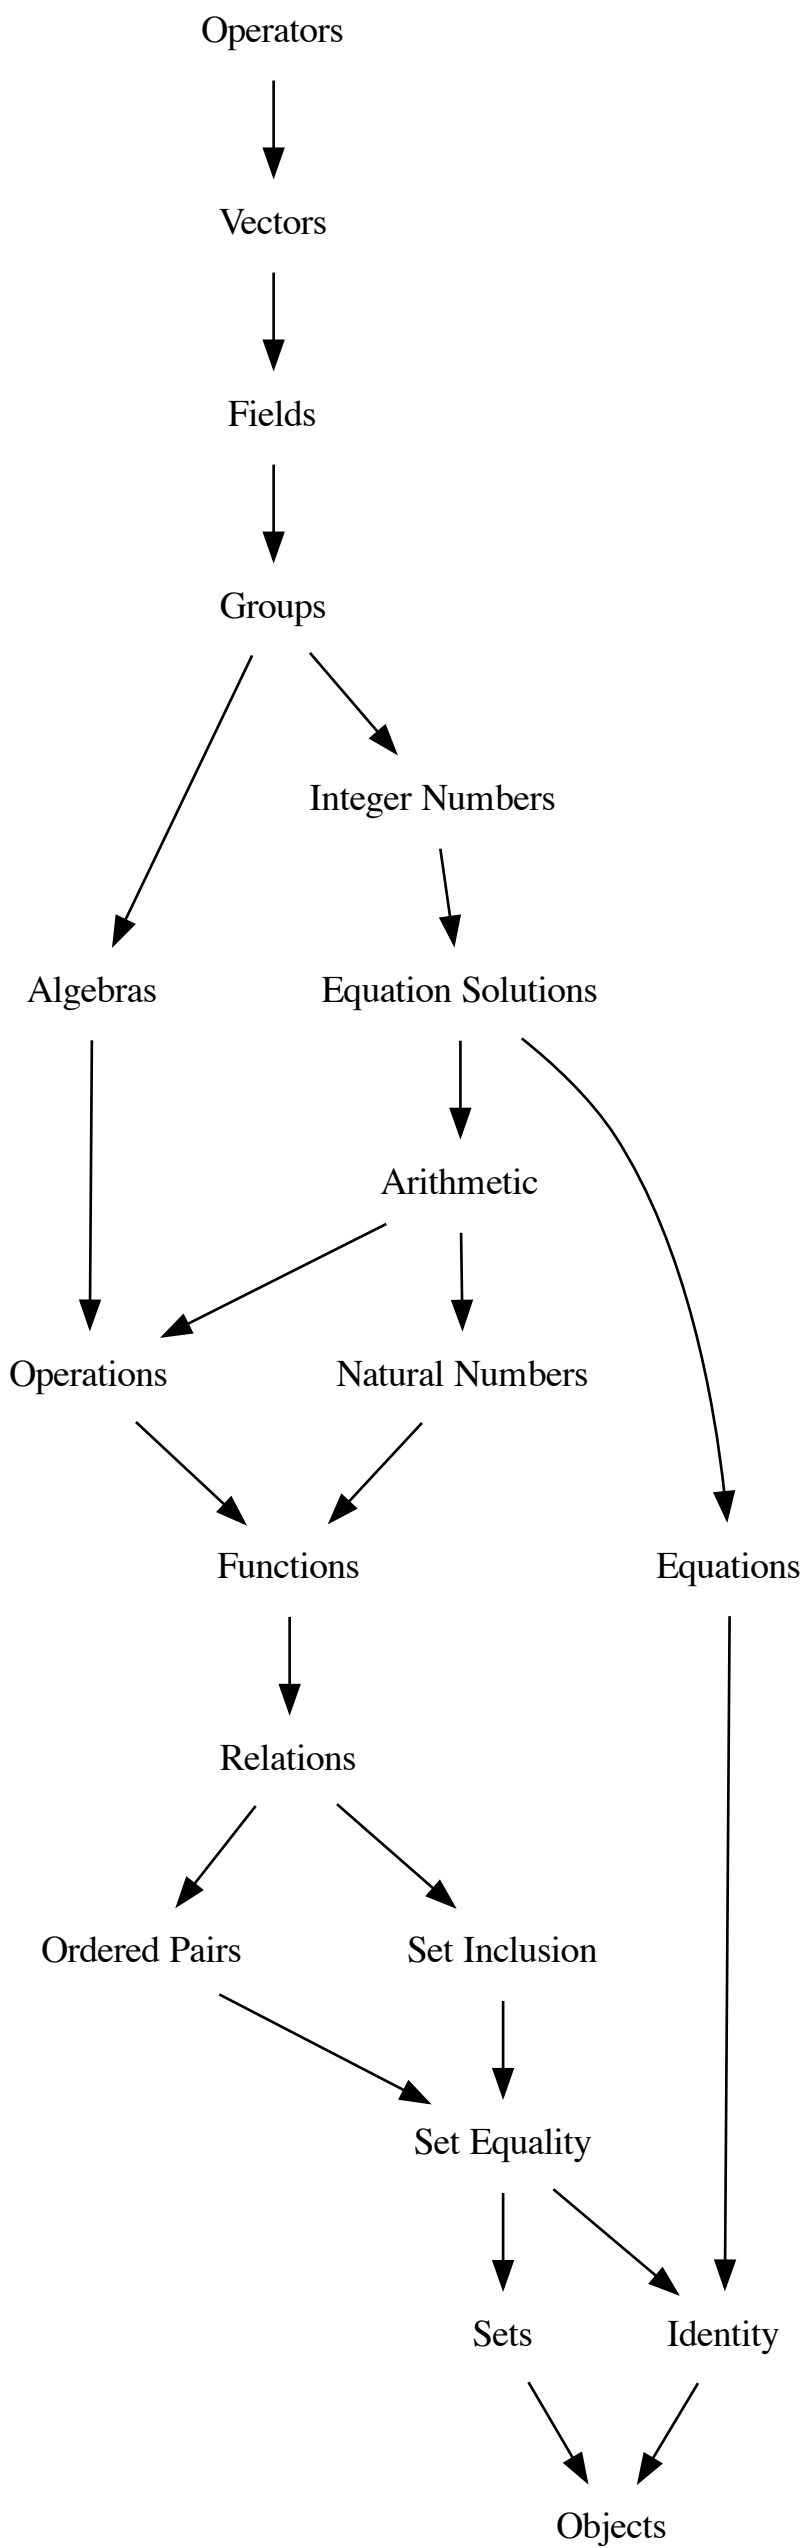 Operators
Vectors
Fields
Groups
Integer Numbers
Algebras
Equation Solutions
Arithmetic
Operations
Natural Numbers
Functions
Equations
Relations
Ordered Pairs
Set Inclusion
Set Equality
Sets
Identity
Objects